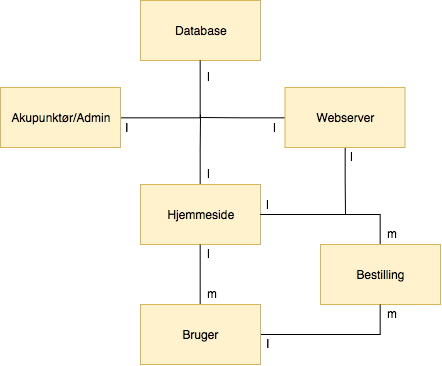 Database
l
Akupunktør/Admin
Webserver
l
l
l
l
Hjemmeside
l
m
l
Bestilling
m
m
Bruger
l